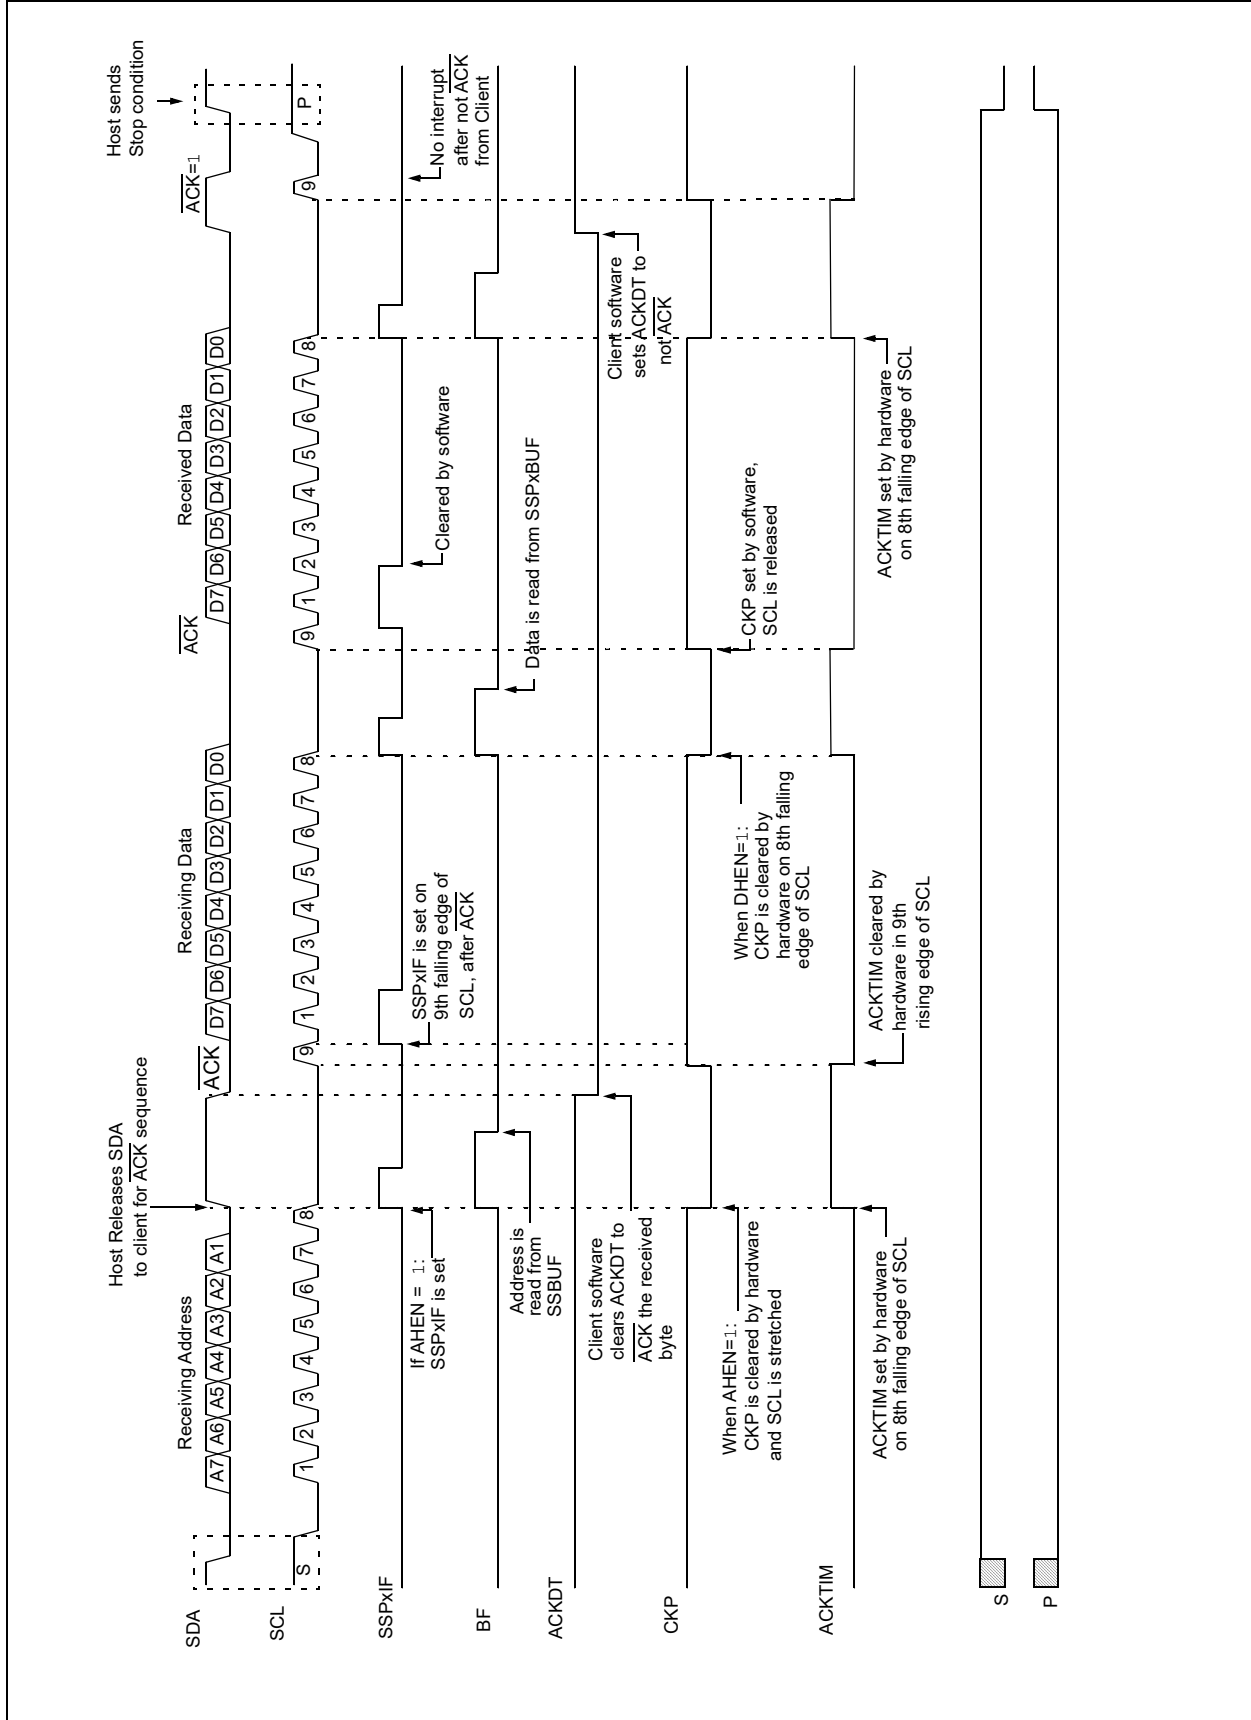 Host Releases SDA
to client for ACK sequence
Host sends
Stop condition
Receiving Address
ACK
Receiving Data
ACK
Received Data
ACK=1
SDA
A7 A6 A5 A4 A3 A2 A1
D7 D6 D5 D4 D3 D2 D1 D0
D7 D6 D5 D4 D3 D2 D1 D0
SCL
S
1 2 3 4 5 6 7 8 9
1 2 3 4 5 6 7 8 9
1 2 3 4 5 6 7 8 9
P
SSPxIF
If AHEN = 1:
SSPxIF is set
SSPxIF is set on
9th falling edge of
SCL, after ACK
Cleared by software
No interrupt
after not ACK
from Client
BF
Address is
read from
SSBUF
Data is read from SSPxBUF
ACKDT
Client software
clears ACKDT to
ACK the received
byte
Client software
sets ACKDT to
not ACK
CKP
When AHEN=1:
CKP is cleared by hardware
and SCL is stretched
When DHEN=1:
CKP is cleared by
hardware on 8th falling
edge of SCL
CKP set by software,
SCL is released
ACKTIM
ACKTIM set by hardware
on 8th falling edge of SCL
ACKTIM cleared by
hardware in 9th
rising edge of SCL
ACKTIM set by hardware
on 8th falling edge of SCL
S
P